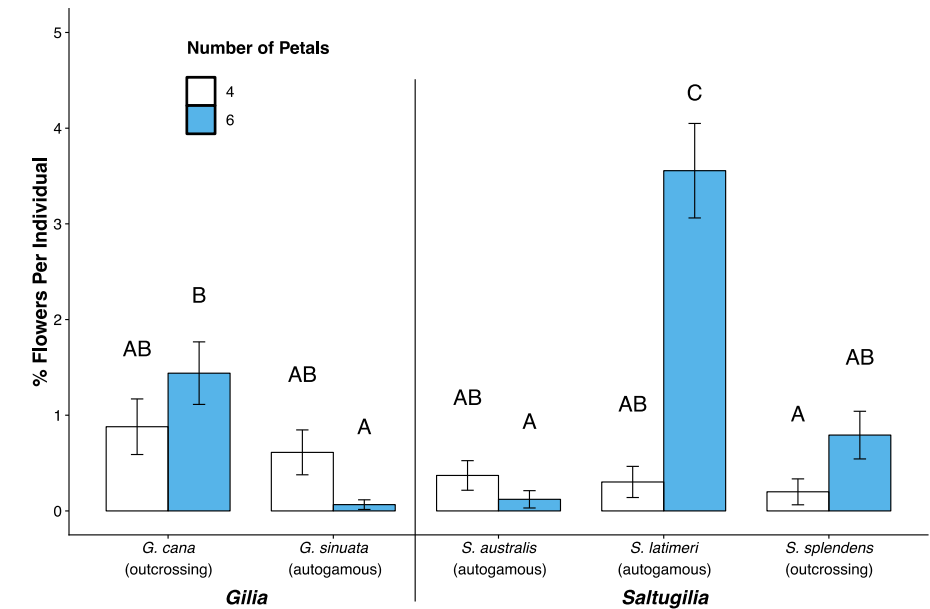 Number of Petals
4
6
% Flowers Per Individual
5
4
3
2
1
0
AB
B
AB
A
AB
A
AB
C
A
AB
G. cana
(outcrossing)
G. sinuata
(autogamous)
S. australis
(autogamous)
S. latimeri
(autogamous)
S. splendens
(outcrossing)
Gilia
Saltugilia